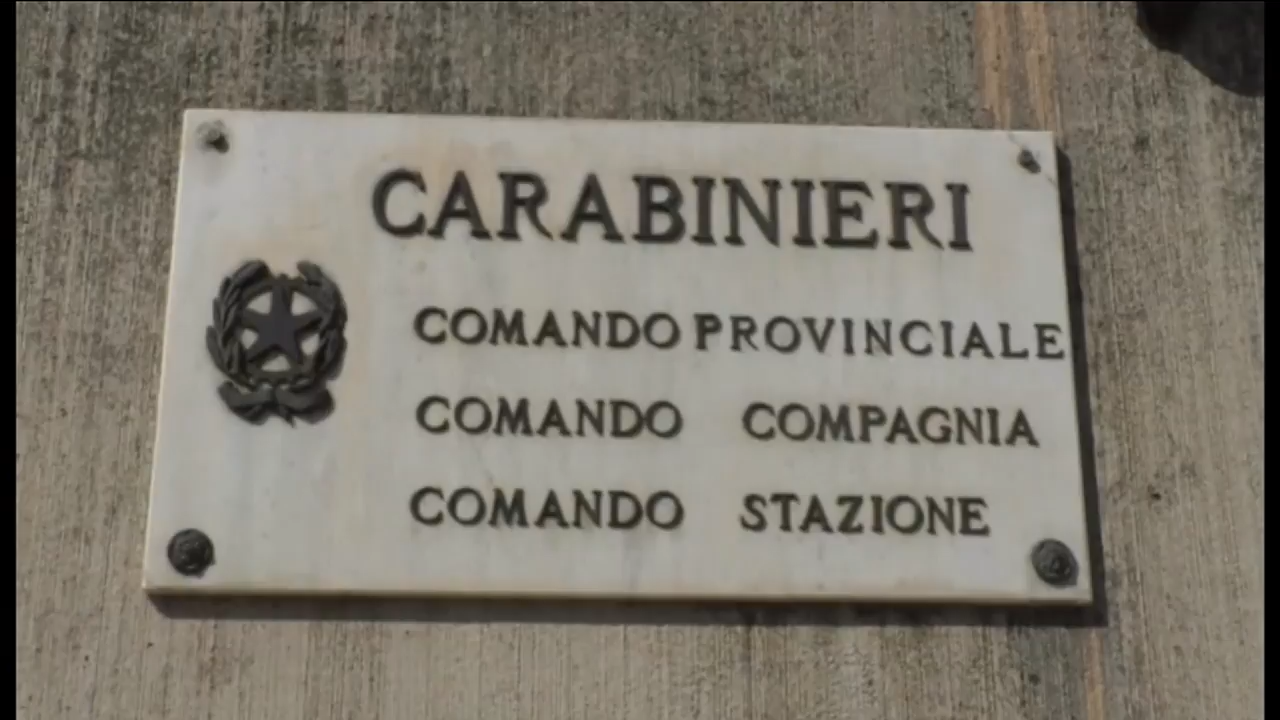 CARABINIERI
COMANDO PROVINCIALE
COMANDO COMPAGNIA
COMANDO STAZIONE